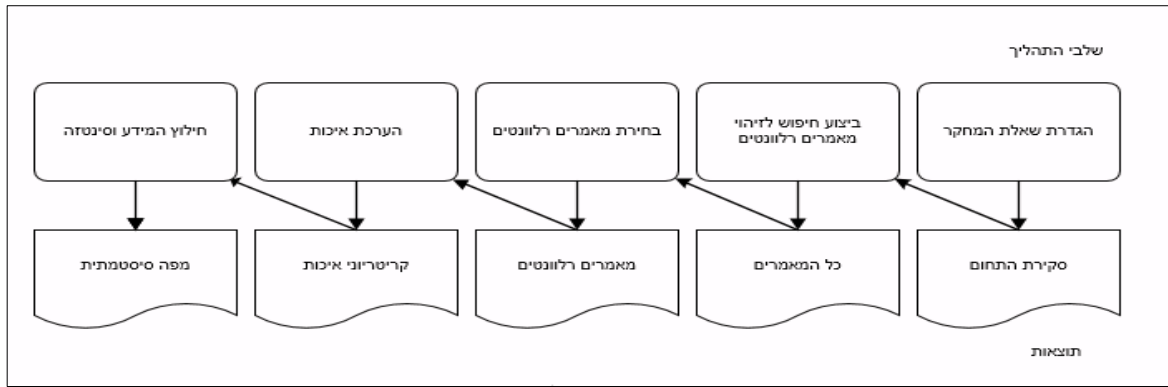 שלבי התהליך
הגדרת שאלת המחקר
ביצוע חיפוש לזיהוי
מאמרים רלוונטים
בחירת מאמרים רלוונטים
הערכת איכות
חילוץ המידע וסינטזה
סקירת התחום
כל המאמרים
מאמרים רלוונטים
קריטריוני איכות
מפה סיסטמתית
תוצאות